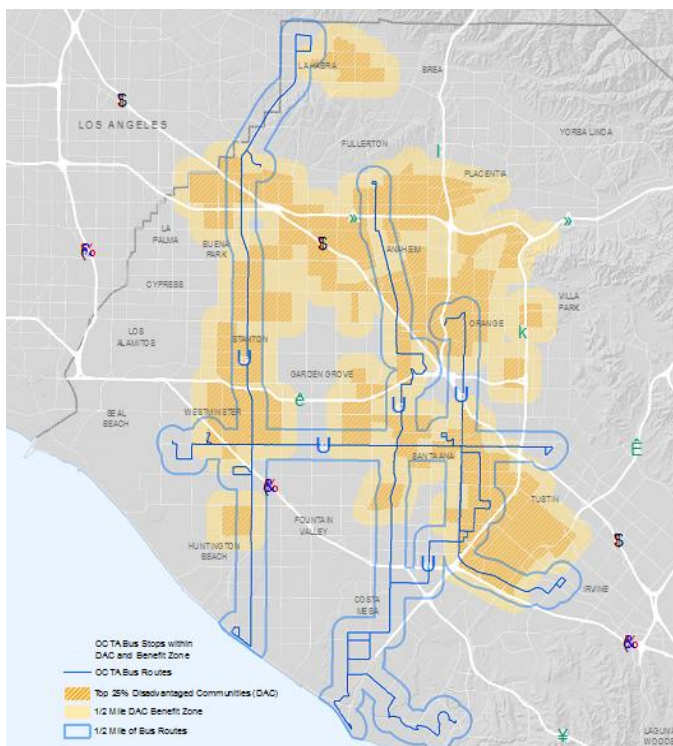 LA HABRA
BREA
LOS ANGELES
YORBA LINDA
FULLERTON
PLACENTIA
LA
PALMA
BUENA
PARK
ANAHEIM
CYPRESS
VILLA
PARK
ORANGE
LOS
ALAMITOS
STANTON
GARDEN GROVE
SEAL
BEACH
WESTMINSTER
SANTA ANA
TUSTIN
FOUNTAIN
VALLEY
HUNTINGTON
BEACH
IRVINE
COSTA
MESA
OCTA Bus Stops within
DAC and Benefit Zone
OCTA Bus Routes
Top 25% Disadvantaged Communities (DAC)
1/2 Mile DAC Benefit Zone
1/2 Mile of Bus Routes
LAGUNA
WOODS